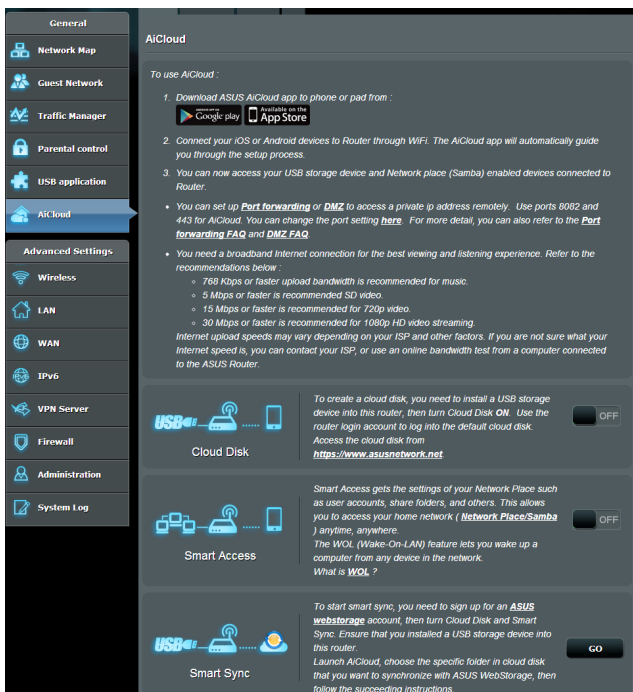 General
Network Map
Guest Network
Traffic Manager
Parental control
USB application
AiCloud
Advanced Settings
Wireless
LAN
WAN
IPv6
VPN Server
Firewall
Administration
System Log
AiCloud
To use AiCloud :
1. Download ASUS AiCloud app to phone or pad from :
ANDROID APP ON
Google play
Available on the
App Store
2. Connect your iOS or Android devices to Router through WiFi. The AiCloud app will automatically guide
you through the setup process.
3. You can now access your USB storage device and Network place (Samba) enabled devices connected to
Router.
• You can set up Port forwarding or DMZ to access a private ip address remotely. Use ports 8082 and
443 for AiCloud. You can change the port setting here. For more detail, you can also refer to the Port
forwarding FAQ and DMZ FAQ.
• You need a broadband Internet connection for the best viewing and listening experience. Refer to the
recommendations below :
○ 768 Kbps or faster upload bandwidth is recommended for music.
○ 5 Mbps or faster is recommended SD video.
○ 15 Mbps or faster is recommended for 720p video.
○ 30 Mbps or faster is recommended for 1080p HD video streaming.
Internet upload speeds may vary depending on your ISP and other factors. If you are not sure what your
Internet speed is, you can contact your ISP, or use an online bandwidth test from a computer connected
to the ASUS Router.
USB
Cloud Disk
To create a cloud disk, you need to install a USB storage
device into this router, then turn Cloud Disk ON. Use the
router login account to log into the default cloud disk.
Access the cloud disk from
https://www.asusnetwork.net.
OFF
Smart Access
Smart Access gets the settings of your Network Place such
as user accounts, share folders, and others. This allows
you to access your home network ( Network Place/Samba
) anytime, anywhere.
The WOL (Wake-On-LAN) feature lets you wake up a
computer from any device in the network.
What is WOL ?
OFF
USB
Smart Sync
To start smart sync, you need to sign up for an ASUS
webstorage account, then turn Cloud Disk and Smart
Sync. Ensure that you installed a USB storage device into
this router.
Launch AiCloud, choose the specific folder in cloud disk
that you want to synchronize with ASUS WebStorage, then
follow the succeeding instructions.
GO